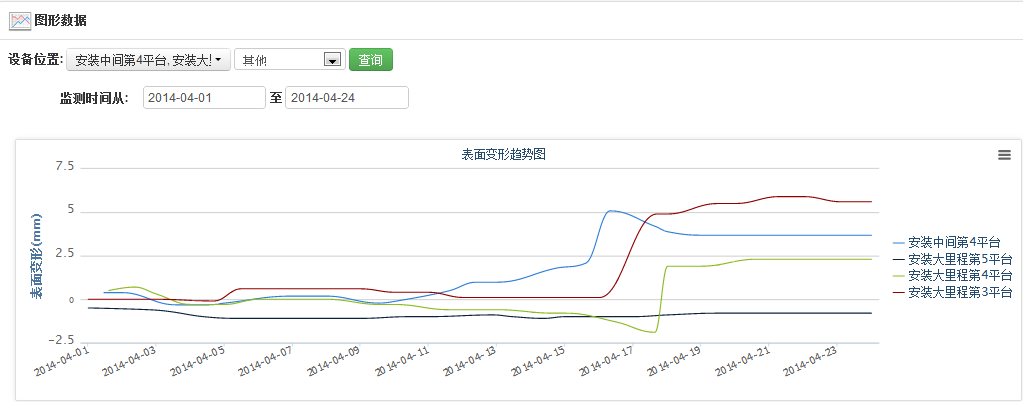 图形数据
设备位置: 安装中间第4平台, 安装大! 其他 查询
监测时间从: 2014-04-01 至 2014-04-24
表面变形趋势图
表面变形(mm)
7.5
5
2.5
0
-2.5
2014-04-01 2014-04-03 2014-04-05 2014-04-07 2014-04-09 2014-04-11 2014-04-13 2014-04-15 2014-04-17 2014-04-19 2014-04-21 2014-04-23
安装中间第4平台
安装大里程第5平台
安装大里程第4平台
安装大里程第3平台